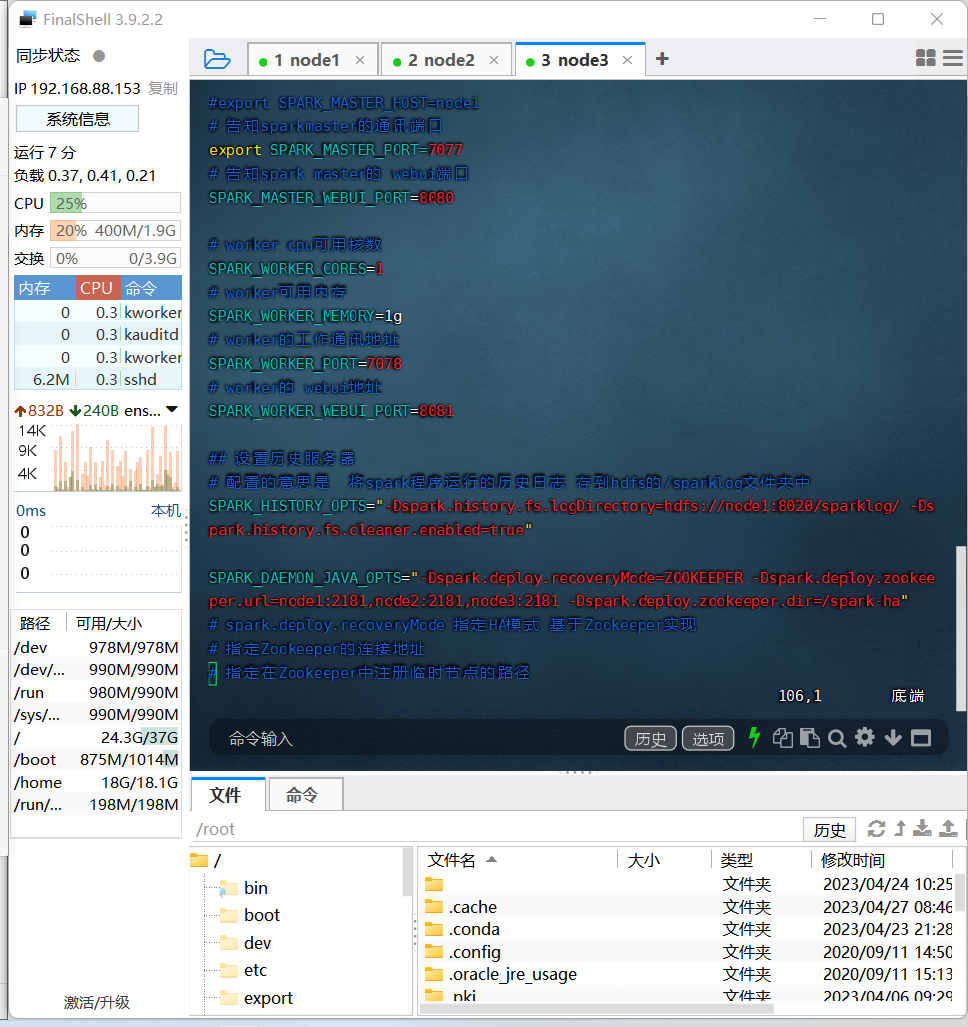 FinalShell 3.9.2.2
同步状态
IP 192.168.88.153 复制
系统信息
运行 7 分
负载 0.37, 0.41, 0.21
CPU 25%
内存 20% 400M/1.9G
交换 0% 0/3.9G
内存 CPU 命令
0 0.3 kworker
0 0.3 kauditd
0 0.3 kworker
6.2M 0.3 sshd
832B 240B ens...
14K
9K
4K
0ms 本机
0
0
0
路径 可用/大小
/dev 978M/978M
/dev/... 990M/990M
/run 980M/990M
/sys/... 990M/990M
/ 24.3G/37G
/boot 875M/1014M
/home 18G/18.1G
/run/... 198M/198M
激活/升级
1 node1
2 node2
3 node3
#export SPARK_MASTER_HOST=node1
# 告知sparkmaster的通讯端口
export SPARK_MASTER_PORT=7077
# 告知spark master的 webui端口
SPARK_MASTER_WEBUI_PORT=8080
# worker cpu可用核数
SPARK_WORKER_CORES=1
# worker可用内存
SPARK_WORKER_MEMORY=1g
# worker的工作通讯地址
SPARK_WORKER_PORT=7078
# worker的 webui地址
SPARK_WORKER_WEBUI_PORT=8081
## 设置历史服务器
# 配置的意思是 将spark程序运行的历史日志 存到hdfs的/sparklog文件夹中
SPARK_HISTORY_OPTS="-Dspark.history.fs.logDirectory=hdfs://node1:8020/sparklog/ -Ds
park.history.fs.cleaner.enabled=true"
SPARK_DAEMON_JAVA_OPTS="-Dspark.deploy.recoveryMode=ZOOKEEPER -Dspark.deploy.zookee
per.url=node1:2181,node2:2181,node3:2181 -Dspark.deploy.zookeeper.dir=/spark-ha"
# spark.deploy.recoveryMode 指定HA模式 基于Zookeeper实现
# 指定Zookeeper的连接地址
# 指定在Zookeeper中注册临时节点的路径
106,1 底端
命令输入 历史 选项
文件 命令
/root 历史
/
bin
boot
dev
etc
export
文件名 大小 类型 修改时间
文件夹 2023/04/24 10:25
.cache 文件夹 2023/04/27 08:46
.conda 文件夹 2023/04/23 21:28
.config 文件夹 2020/09/11 14:50
.oracle_jre_usage 文件夹 2020/09/11 15:13
.pki 文件夹 2023/04/06 09:29